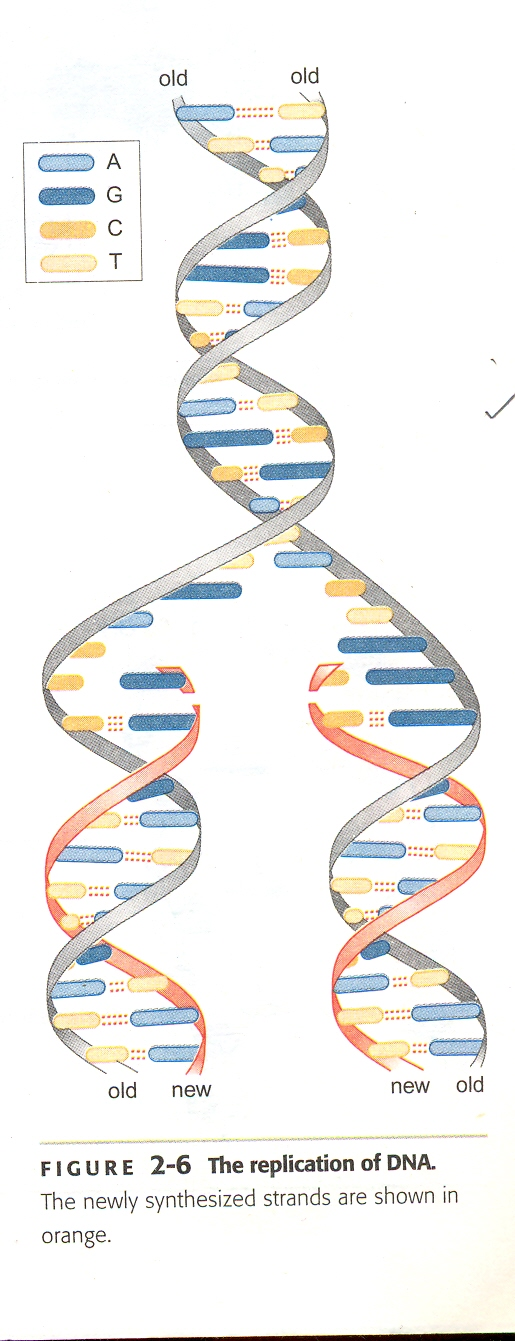 old old
A
G
C
T
old new
new old
FIGURE 2-6 The replication of DNA.
The newly synthesized strands are shown in
orange.